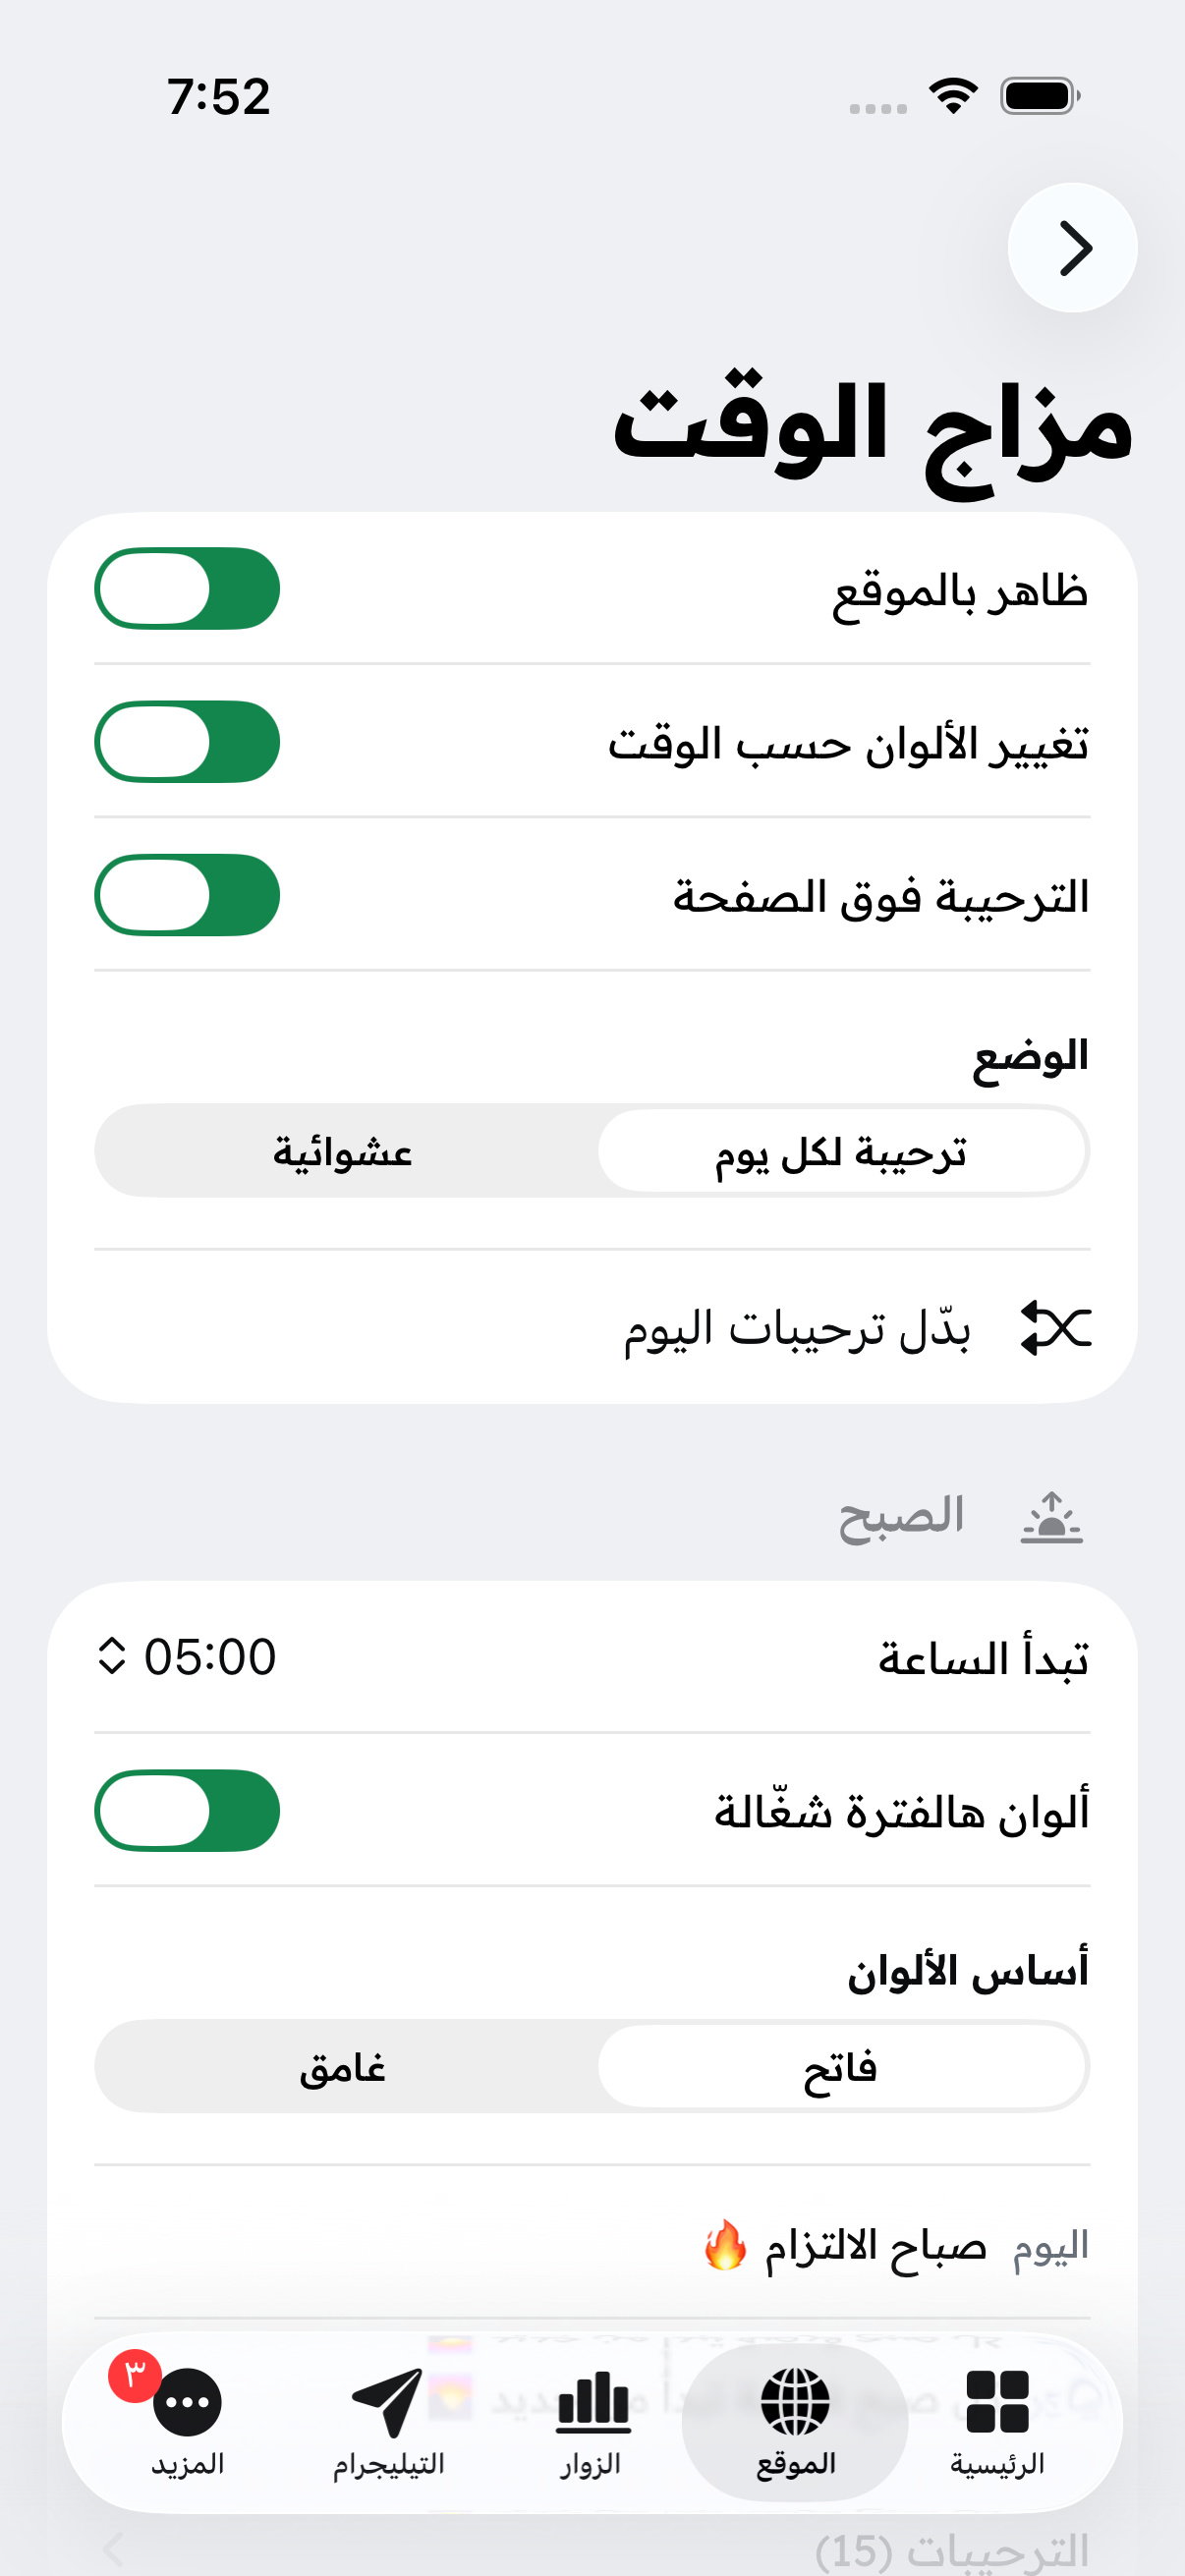 7:52
مزاج الوقت
ظاهر بالموقع
تغيير الألوان حسب الوقت
الترحيبة فوق الصفحة
الوضع
ترحيبة لكل يوم
عشوائية
بدّل ترحيبات اليوم
الصبح
تبدأ الساعة 05:00
ألوان هالفترة شغّالة
أساس الألوان
فاتح
غامق
اليوم صباح الالتزام 🔥
الرئيسية
الموقع
الزوار
التيليجرام
المزيد
٣
الترحيبات (15)